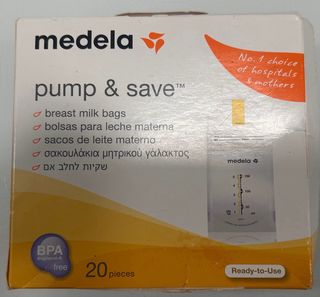 medela
No. 1 choice
of hospitals
& mothers
pump & save™
breast milk bags
bolsas para leche materna
sacos de leite materno
σακουλάκια μητρικού γάλακτος
שקיות לחלב אם
medela
BPA
free
20 pieces
Ready-to-Use